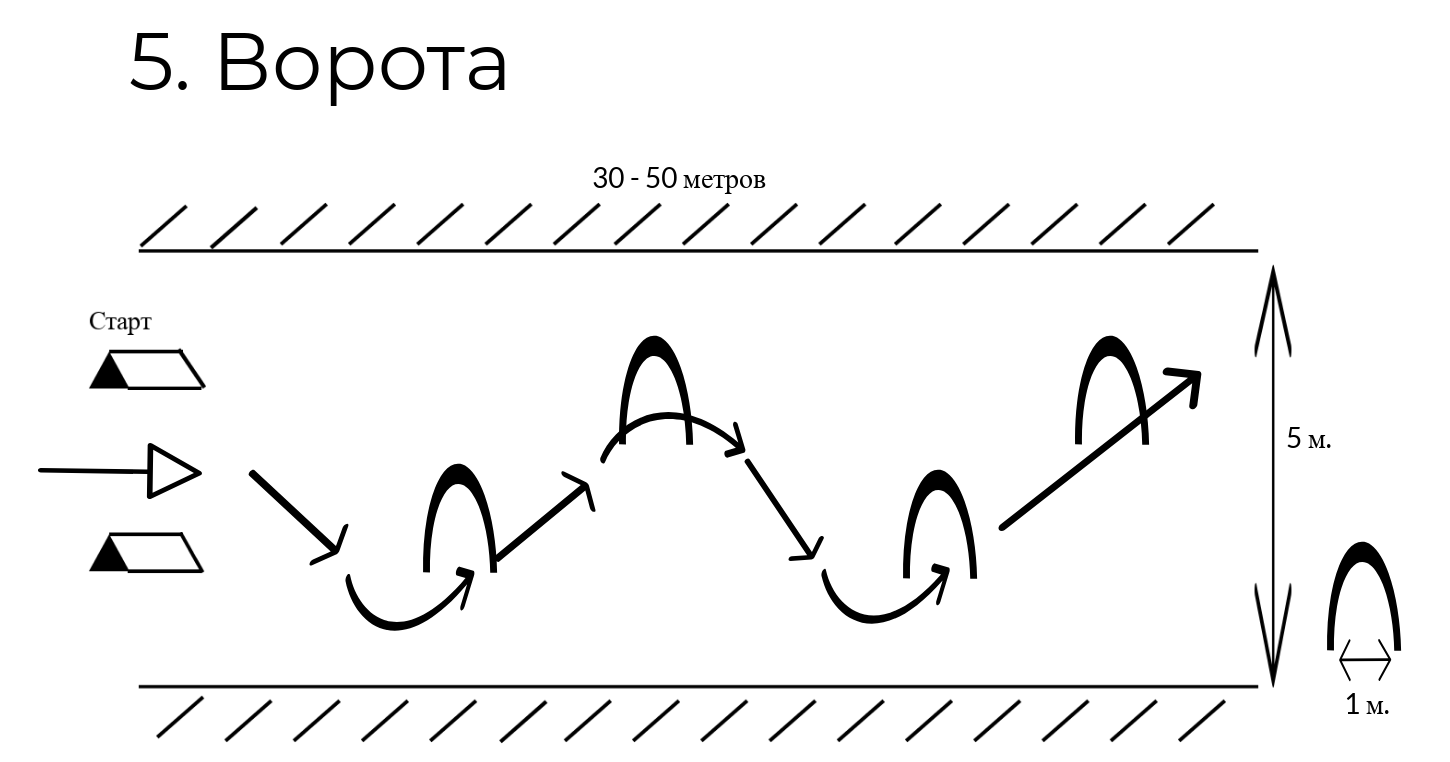 5. Ворота
30 - 50 метров
Старт
5 м.
1 м.